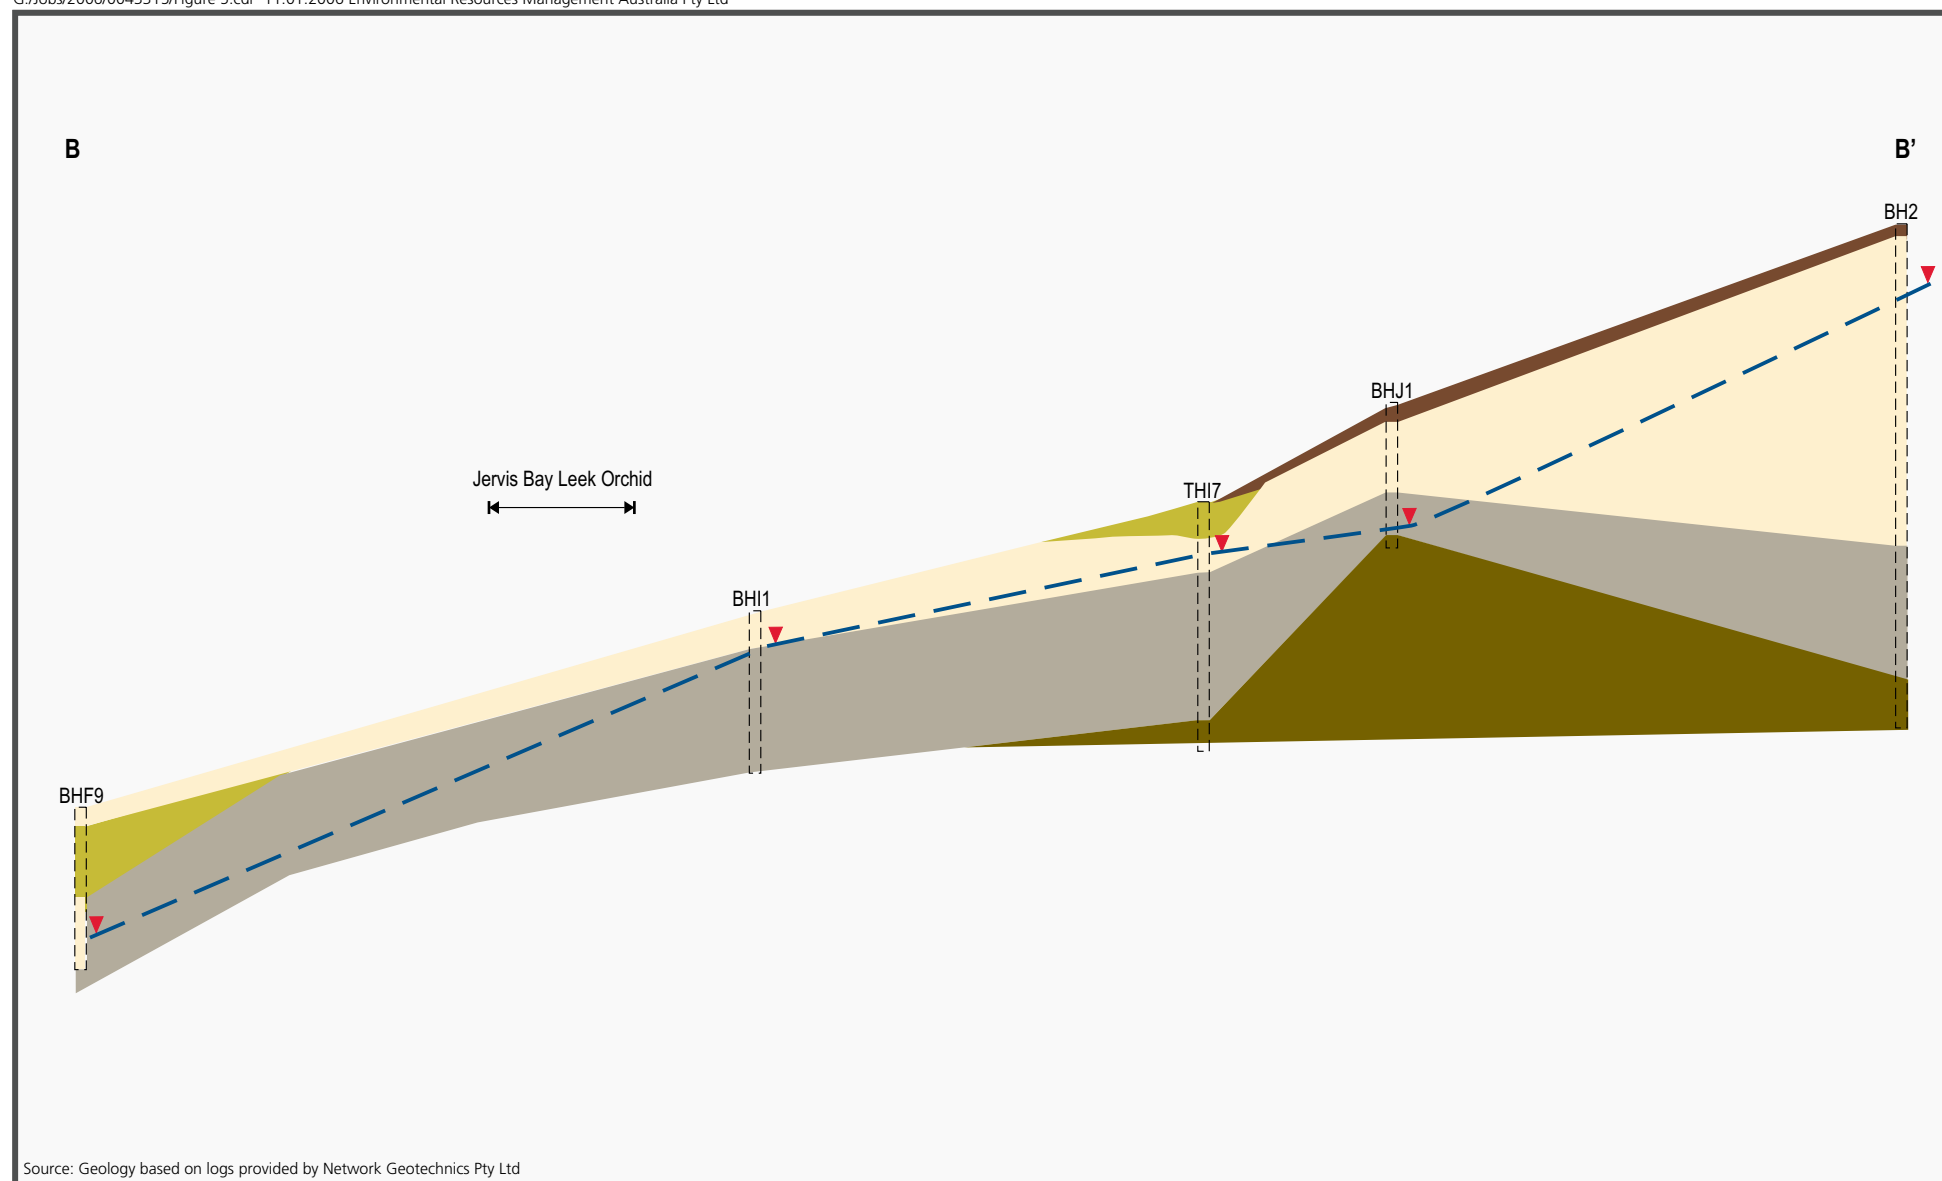 B
B’
BH2
BHJ1
Jervis Bay Leek Orchid
THI7
BHI1
BHF9
Source: Geology based on logs provided by Network Geotechnics Pty Ltd